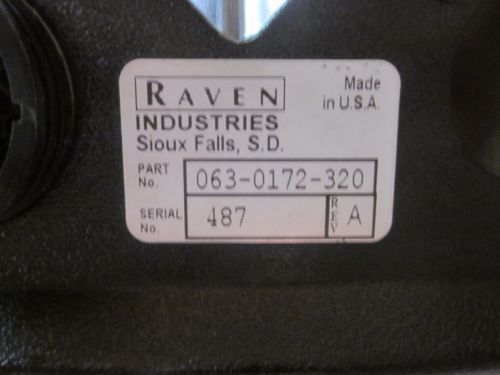 RAVEN
Made
in U.S.A.
INDUSTRIES
Sioux Falls, S.D.
PART
No.
063-0172-320
SERIAL
No.
487
REV
A